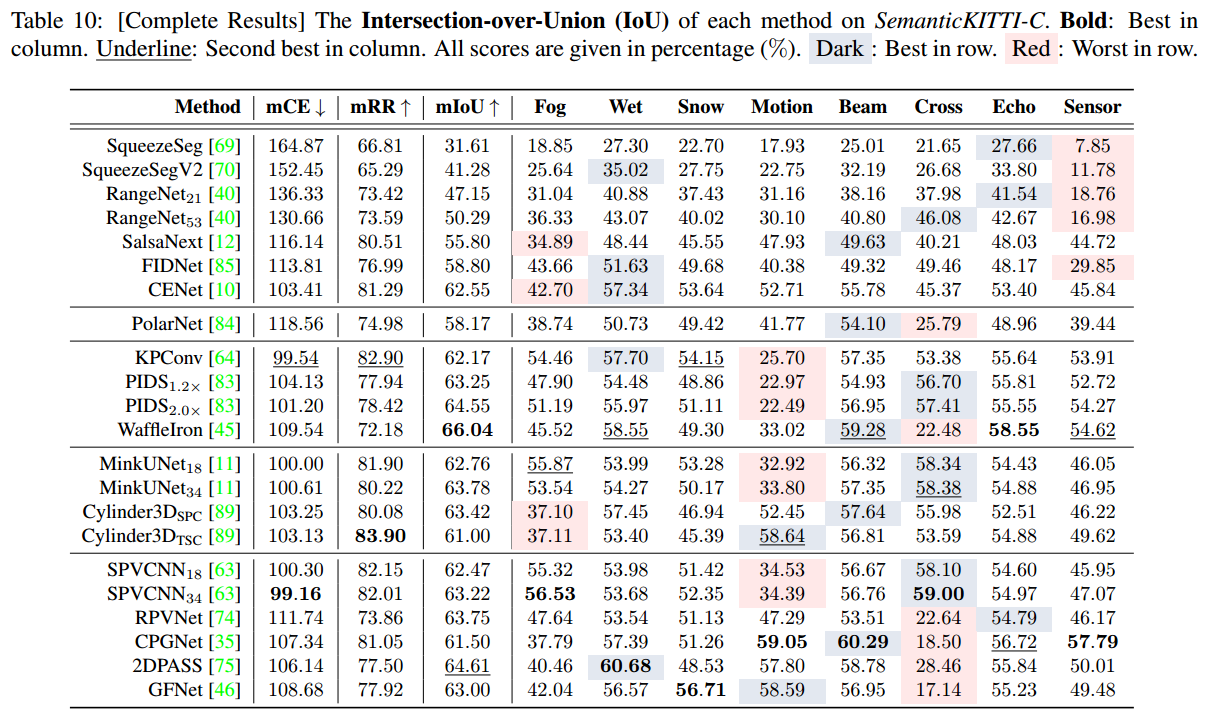 Table 10: [Complete Results] The Intersection-over-Union (IoU) of each method on SemanticKITTI-C. Bold: Best in
column. Underline: Second best in column. All scores are given in percentage (%). Dark : Best in row. Red : Worst in row.
Method mCE ↓ mRR ↑ mIoU ↑ Fog Wet Snow Motion Beam Cross Echo Sensor
SqueezeSeg [69] 164.87 66.81 31.61 18.85 27.30 22.70 17.93 25.01 21.65 27.66 7.85
SqueezeSegV2 [70] 152.45 65.29 41.28 25.64 35.02 27.75 22.75 32.19 26.68 33.80 11.78
RangeNet21 [40] 136.33 73.42 47.15 31.04 40.88 37.43 31.16 38.16 37.98 41.54 18.76
RangeNet53 [40] 130.66 73.59 50.29 36.33 43.07 40.02 30.10 40.80 46.08 42.67 16.98
SalsaNext [12] 116.14 80.51 55.80 34.89 48.44 45.55 47.93 49.63 40.21 48.03 44.72
FIDNet [85] 113.81 76.99 58.80 43.66 51.63 49.68 40.38 49.32 49.46 48.17 29.85
CENet [10] 103.41 81.29 62.55 42.70 57.34 53.64 52.71 55.78 45.37 53.40 45.84
PolarNet [84] 118.56 74.98 58.17 38.74 50.73 49.42 41.77 54.10 25.79 48.96 39.44
KPConv [64] 99.54 82.90 62.17 54.46 57.70 54.15 25.70 57.35 53.38 55.64 53.91
PIDS1.2× [83] 104.13 77.94 63.25 47.90 54.48 48.86 22.97 54.93 56.70 55.81 52.72
PIDS2.0× [83] 101.20 78.42 64.55 51.19 55.97 51.11 22.49 56.95 57.41 55.55 54.27
WaffleIron [45] 109.54 72.18 66.04 45.52 58.55 49.30 33.02 59.28 22.48 58.55 54.62
MinkUNet18 [11] 100.00 81.90 62.76 55.87 53.99 53.28 32.92 56.32 58.34 54.43 46.05
MinkUNet34 [11] 100.61 80.22 63.78 53.54 54.27 50.17 33.80 57.35 58.38 54.88 46.95
Cylinder3DSPC [89] 103.25 80.08 63.42 37.10 57.45 46.94 52.45 57.64 55.98 52.51 46.22
Cylinder3DTSC [89] 103.13 83.90 61.00 37.11 53.40 45.39 58.64 56.81 53.59 54.88 49.62
SPVCNN18 [63] 100.30 82.15 62.47 55.32 53.98 51.42 34.53 56.67 58.10 54.60 45.95
SPVCNN34 [63] 99.16 82.01 63.22 56.53 53.68 52.35 34.39 56.76 59.00 54.97 47.07
RPVNet [74] 111.74 73.86 63.75 47.64 53.54 51.13 47.29 53.51 22.64 54.79 46.17
CPGNet [35] 107.34 81.05 61.50 37.79 57.39 51.26 59.05 60.29 18.50 56.72 57.79
2DPASS [75] 106.14 77.50 64.61 40.46 60.68 48.53 57.80 58.78 28.46 55.84 50.01
GFNet [46] 108.68 77.92 63.00 42.04 56.57 56.71 58.59 56.95 17.14 55.23 49.48